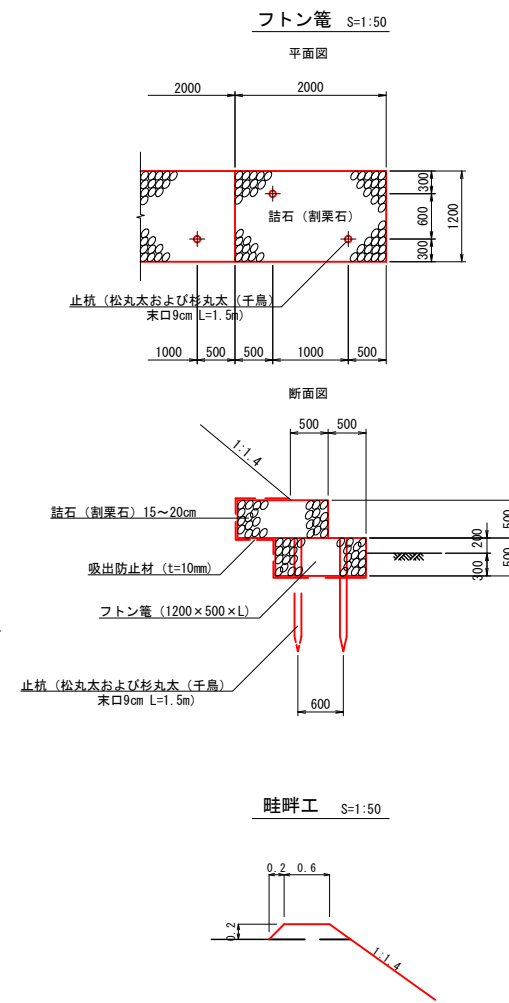 フトン篭 S=1:50
平面図
2000 2000
300
600
1200
300
詰石（割栗石）
止杭（松丸太および杉丸太（千鳥）
末口9cm L=1.5m)
1000 500 500 1000 500
断面図
500 500
1:1.4
詰石（割栗石）15～20cm
500
200
500
300
吸出防止材（t=10mm）
フトン篭（1200×500×L）
止杭（松丸太および杉丸太（千鳥）
末口9cm L=1.5m)
600
畦畔工 S=1:50
0.2 0.6
0.2
1:1.4